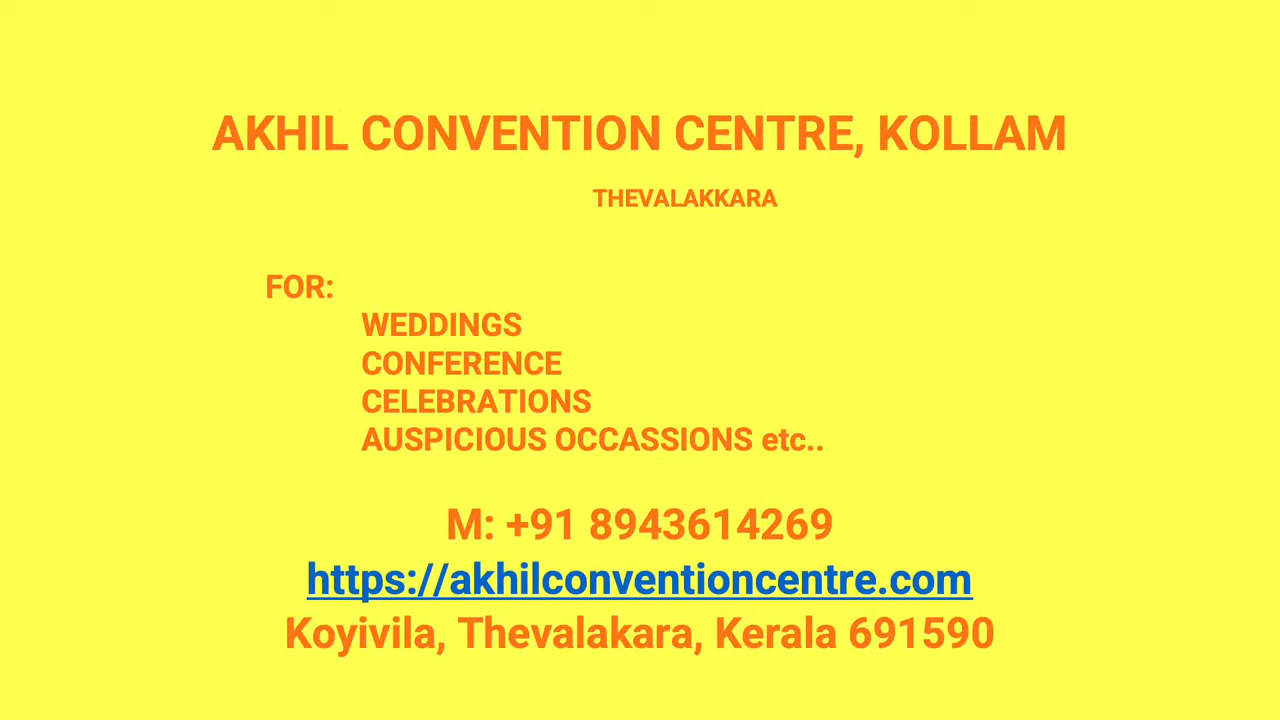 AKHIL CONVENTION CENTRE, KOLLAM
THEVALAKKARA
FOR:
WEDDINGS
CONFERENCE
CELEBRATIONS
AUSPICIOUS OCCASSIONS etc..
M: +91 8943614269
https://akhilconventioncentre.com
Koyivila, Thevalakara, Kerala 691590